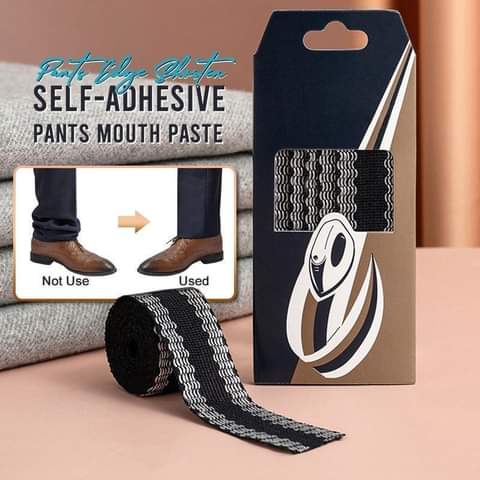 Pants Edge Shorten
SELF-ADHESIVE
PANTS MOUTH PASTE
Not Use
Used